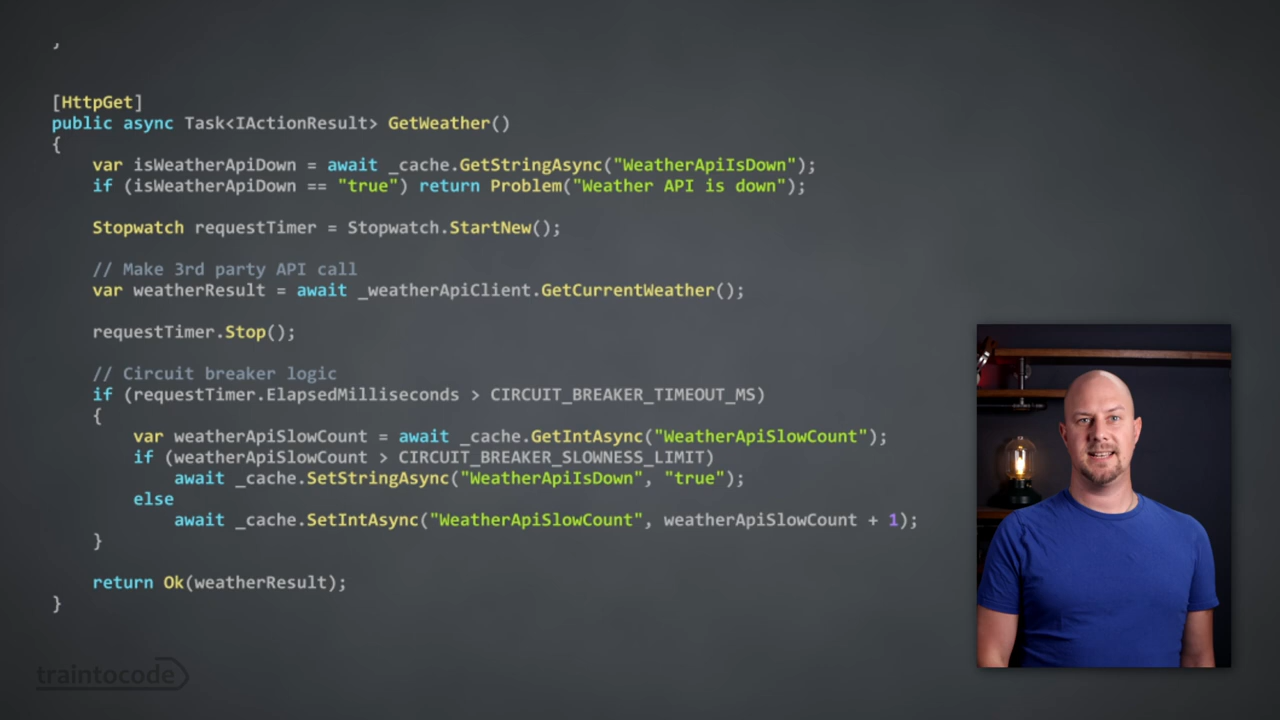 [HttpGet]
public async Task<IActionResult> GetWeather()
{
    var isWeatherApiDown = await _cache.GetStringAsync("WeatherApiIsDown");
    if (isWeatherApiDown == "true") return Problem("Weather API is down");
    Stopwatch requestTimer = Stopwatch.StartNew();
    // Make 3rd party API call
    var weatherResult = await _weatherApiClient.GetCurrentWeather();
    requestTimer.Stop();
    // Circuit breaker logic
    if (requestTimer.ElapsedMilliseconds > CIRCUIT_BREAKER_TIMEOUT_MS)
    {
        var weatherApiSlowCount = await _cache.GetIntAsync("WeatherApiSlowCount");
        if (weatherApiSlowCount > CIRCUIT_BREAKER_SLOWNESS_LIMIT)
            await _cache.SetStringAsync("WeatherApiIsDown", "true");
        else
            await _cache.SetIntAsync("WeatherApiSlowCount", weatherApiSlowCount + 1);
    }
    return Ok(weatherResult);
}
traintocode